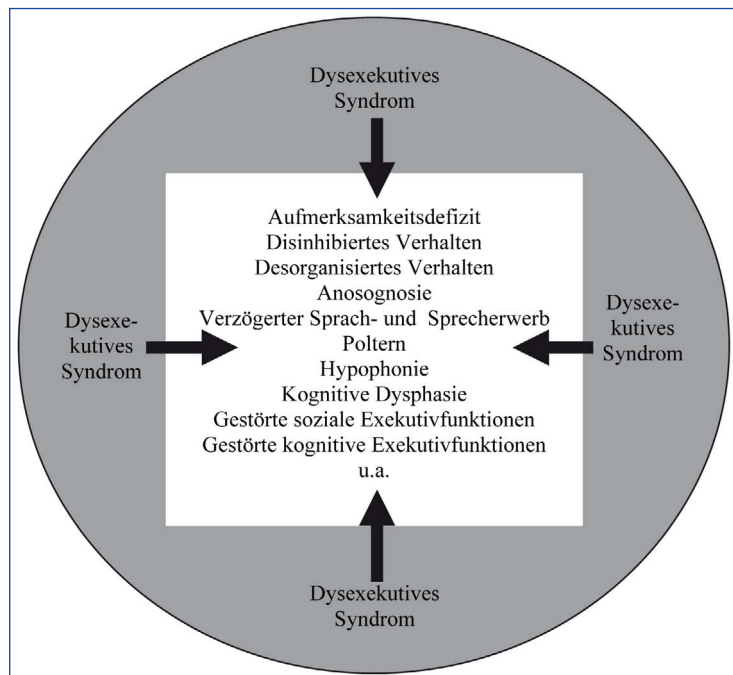 Dysexekutives
Syndrom
Aufmerksamkeitsdefizit
Disinhibiertes Verhalten
Desorganisiertes Verhalten
Anosognosie
Verzögerter Sprach- und Sprecherwerb
Poltern
Hypophonie
Kognitive Dysphasie
Gestörte soziale Exekutivfunktionen
Gestörte kognitive Exekutivfunktionen
u.a.
Dysexe-
kutives
Syndrom
Dysexe-
kutives
Syndrom
Dysexekutives
Syndrom